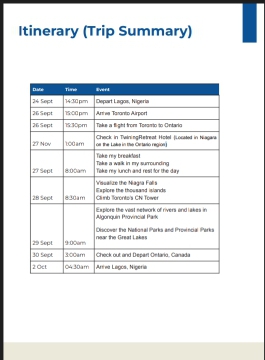 Itinerary (Trip Summary)
Date Time Event
24 Sept 14:30pm Depart Lagos, Nigeria
26 Sept 15:00pm Arrive Toronto Airport
26 Sept 15:30pm Take a flight from Toronto to Ontario
27 Nov 1:00am Check in TwiningRetreat Hotel (Located in Niagara
on the Lake in the Ontario region)
Take my breakfast
Take a walk in my surrounding
27 Sept 8:00am Take my lunch and rest for the day
Visualize the Niagra Falls
Explore the thousand islands
28 Sept 8:30am Climb Toronto's CN Tower
Explore the vast network of rivers and lakes in
Algonquin Provincial Park
Discover the National Parks and Provincial Parks
near the Great Lakes
29 Sept 9:00am
30 Sept 3:00am Check out and Depart Ontario, Canada
2 Oct 04:30am Arrive Lagos, Nigeria